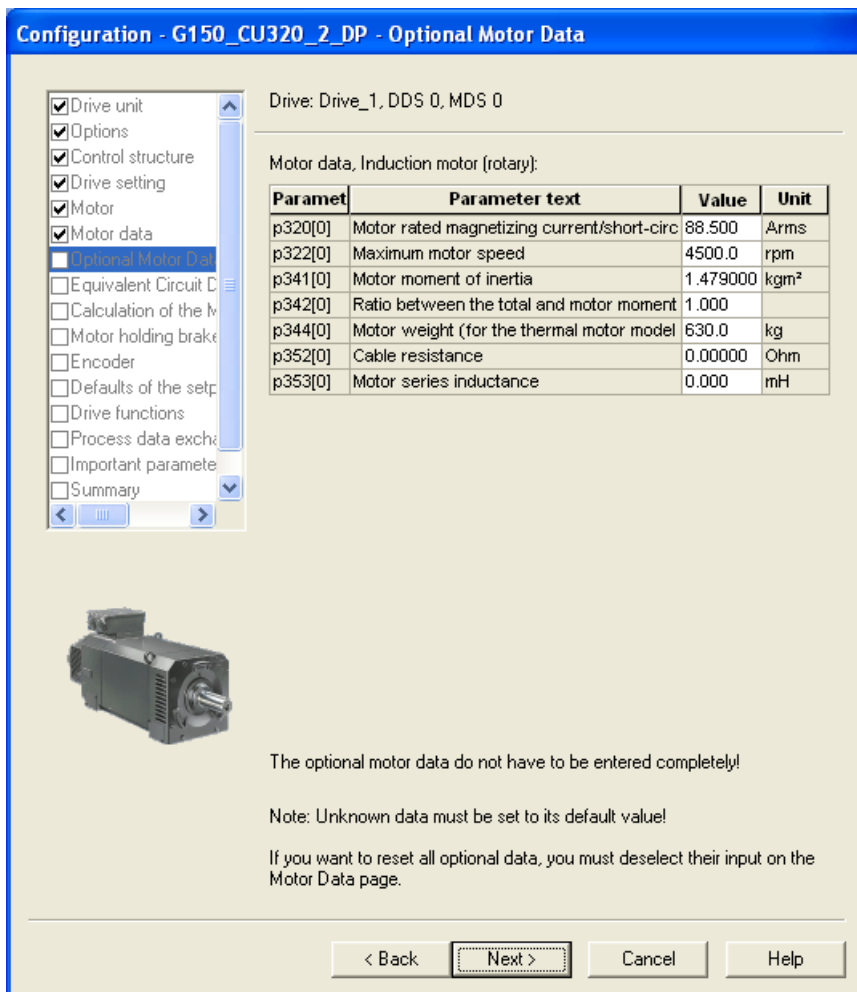 Configuration - G150_CU320_2_DP - Optional Motor Data
Drive unit
Options
Control structure
Drive setting
Motor
Motor data
Optional Motor Dat
Equivalent Circuit D
Calculation of the M
Motor holding brake
Encoder
Defaults of the setp
Drive functions
Process data excha
Important paramete
Summary
Drive: Drive_1, DDS 0, MDS 0
Motor data, Induction motor (rotary):
Paramet Parameter text Value Unit
p320[0] Motor rated magnetizing current/short-circ 88.500 Arms
p322[0] Maximum motor speed 4500.0 rpm
p341[0] Motor moment of inertia 1.479000 kgm²
p342[0] Ratio between the total and motor moment 1.000
p344[0] Motor weight (for the thermal motor model 630.0 kg
p352[0] Cable resistance 0.00000 Ohm
p353[0] Motor series inductance 0.000 mH
The optional motor data do not have to be entered completely!
Note: Unknown data must be set to its default value!
If you want to reset all optional data, you must deselect their input on the
Motor Data page.
< Back Next > Cancel Help